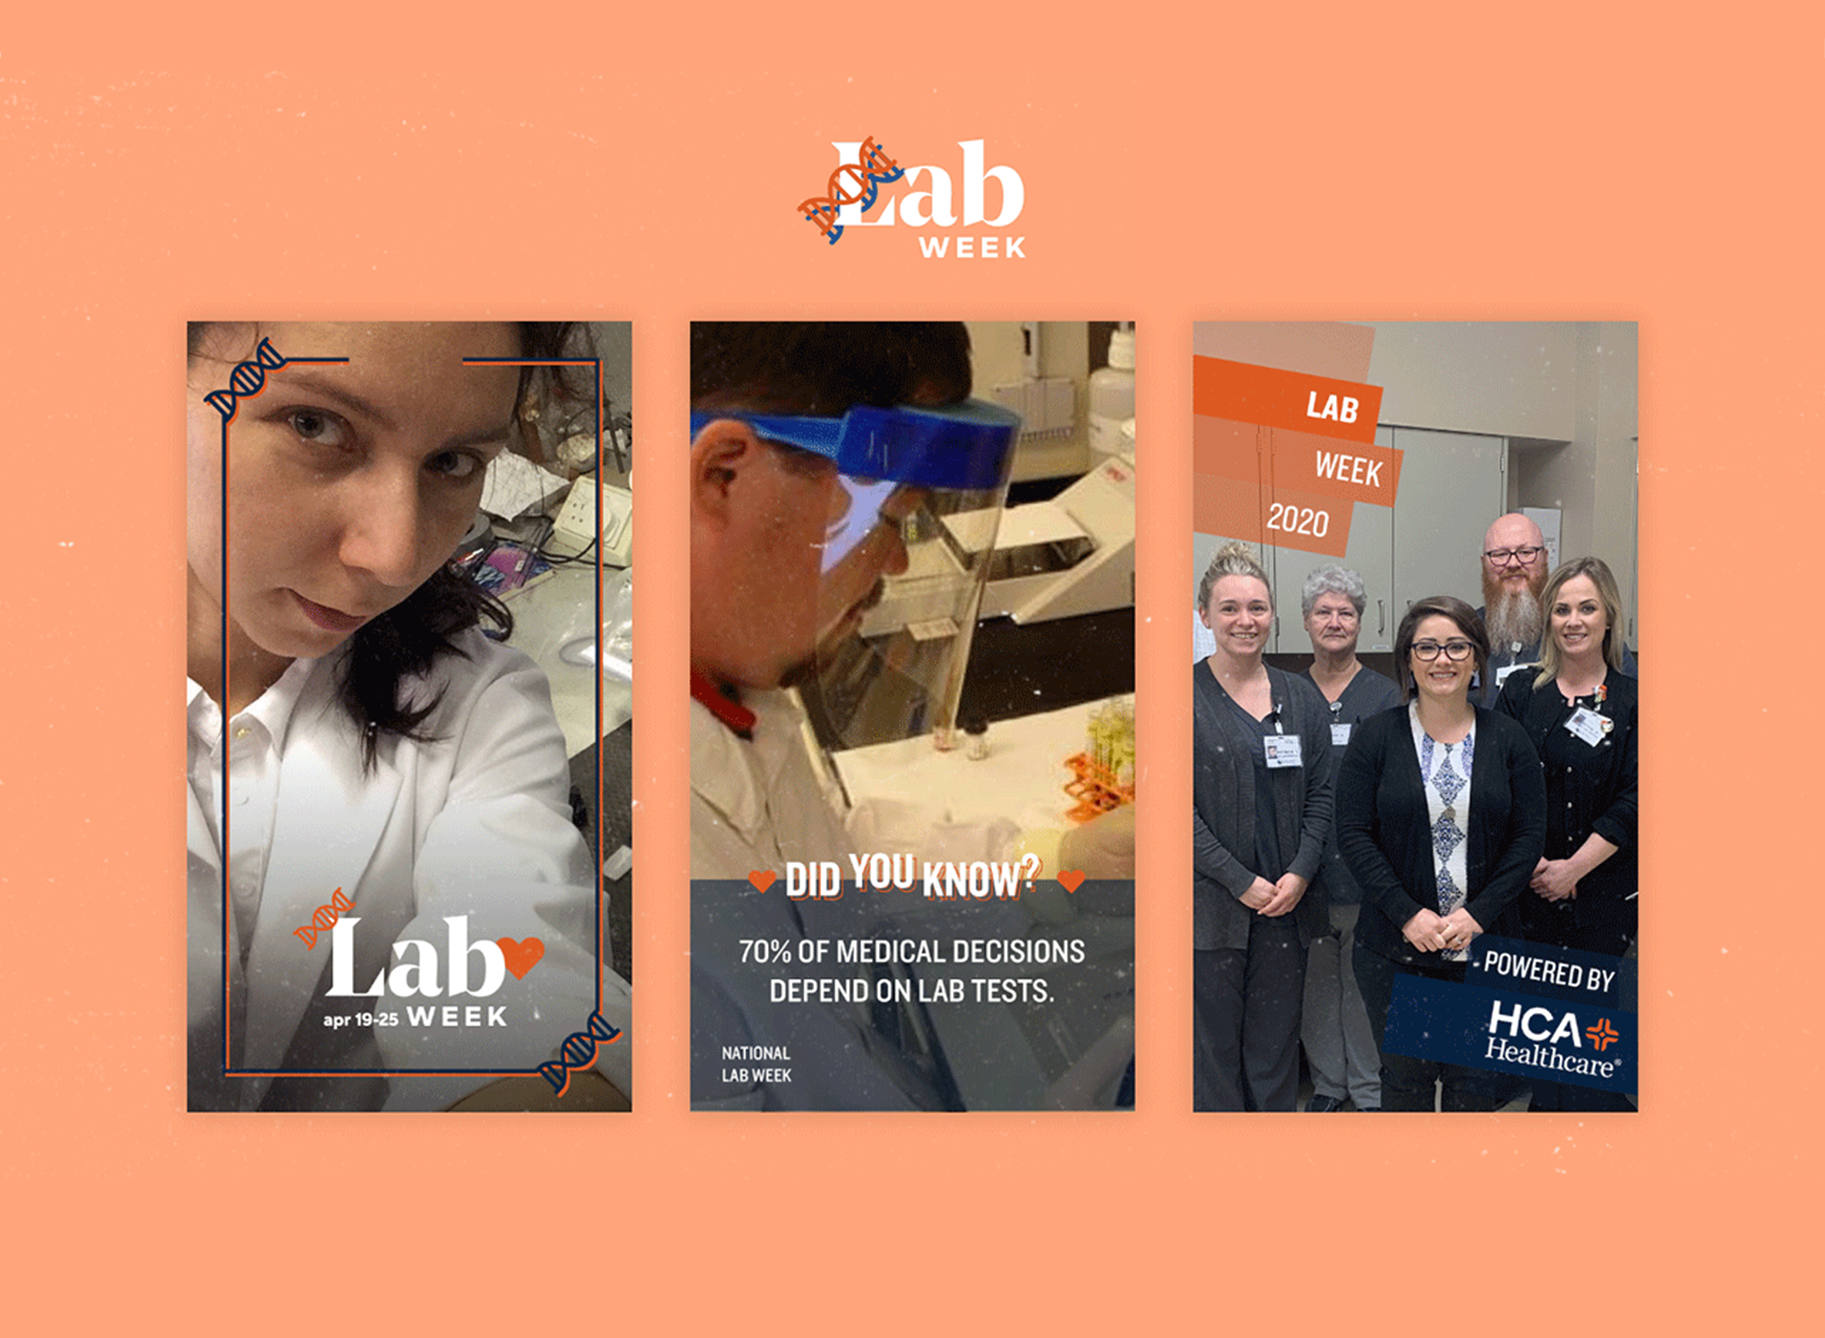 Lab
WEEK
Lab
apr 19-25 WEEK
DID YOU KNOW?
70% OF MEDICAL DECISIONS
DEPEND ON LAB TESTS.
NATIONAL
LAB WEEK
LAB
WEEK
2020
POWERED BY
HCA
Healthcare®